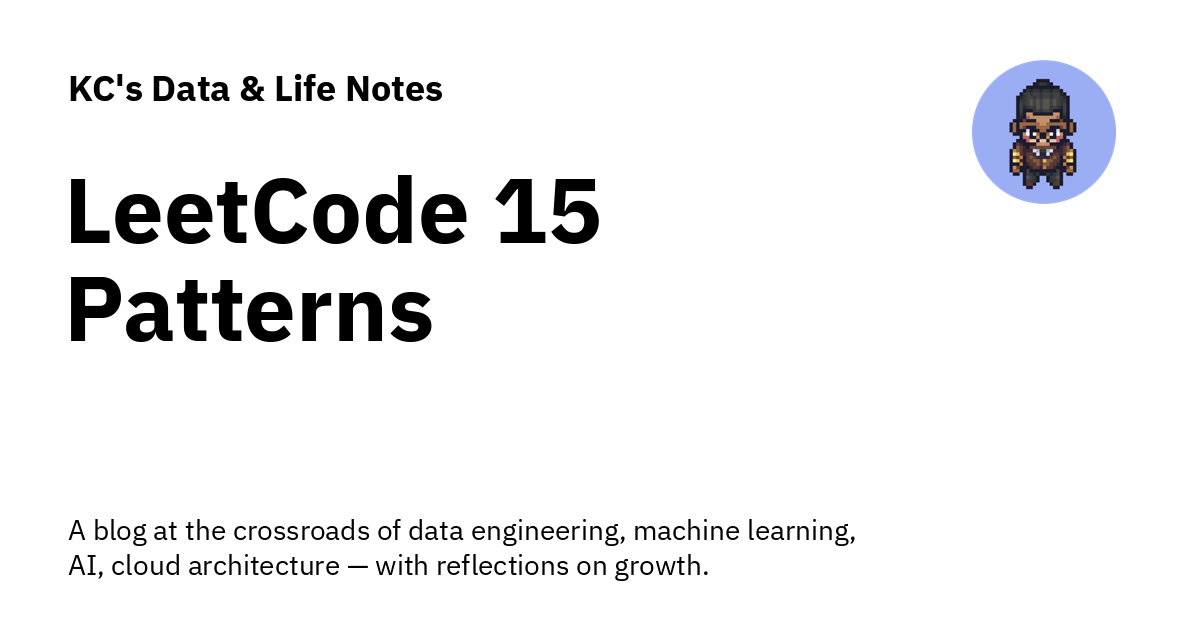 KC's Data & Life Notes
LeetCode 15
Patterns
A blog at the crossroads of data engineering, machine learning,
AI, cloud architecture — with reflections on growth.